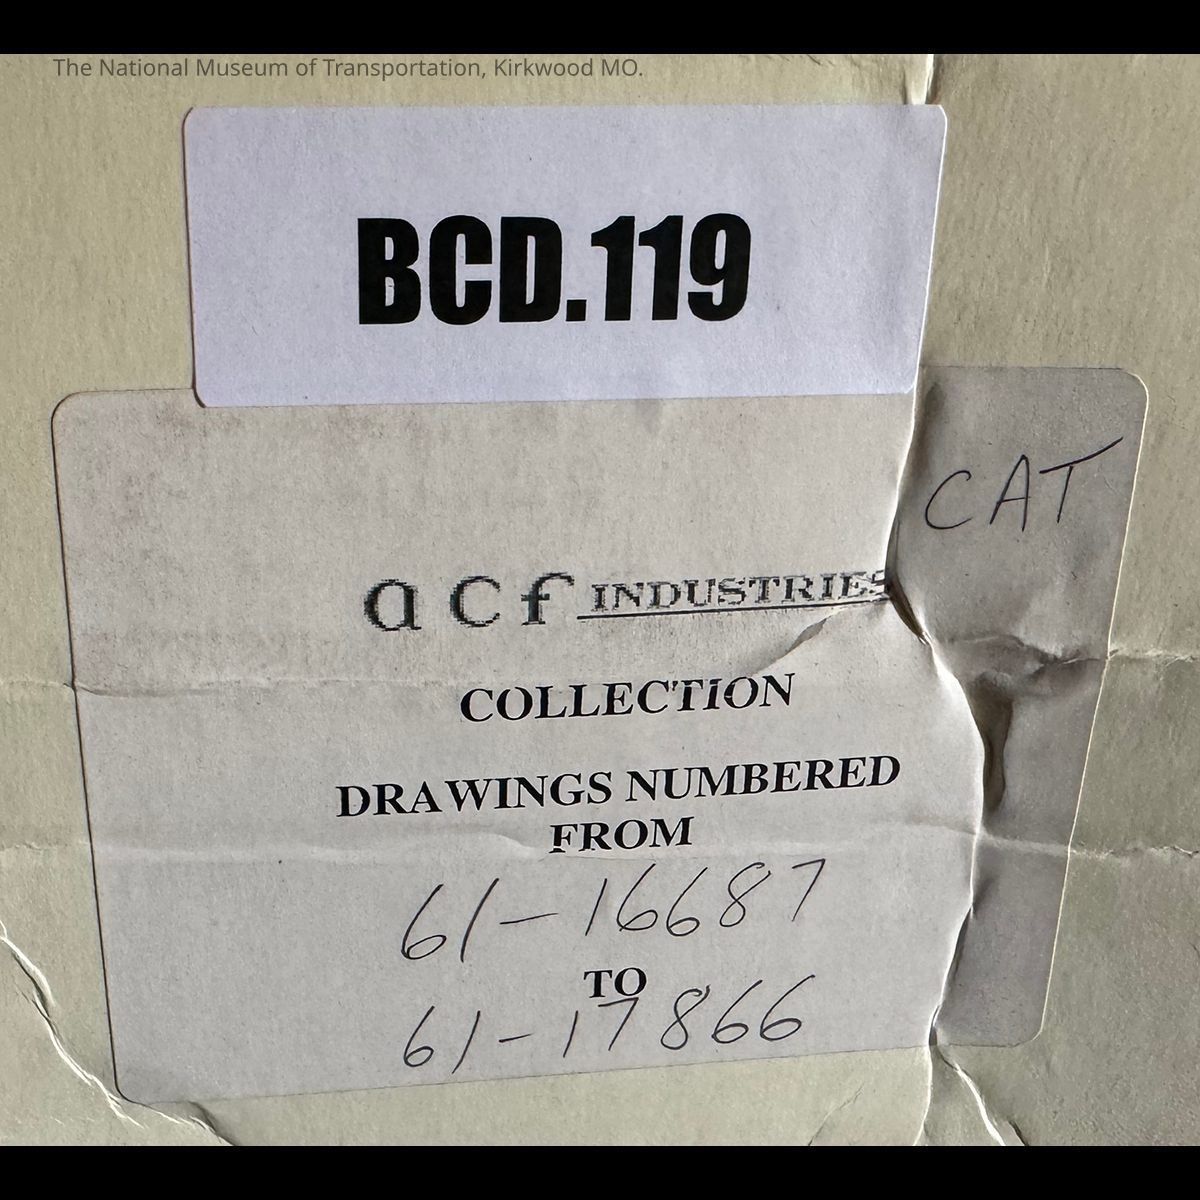 The National Museum of Transportation, Kirkwood MO.
BCD.119
CAT
acf INDUSTRIES
COLLECTION
DRAWINGS NUMBERED
FROM
61-16687
TO
61-17866